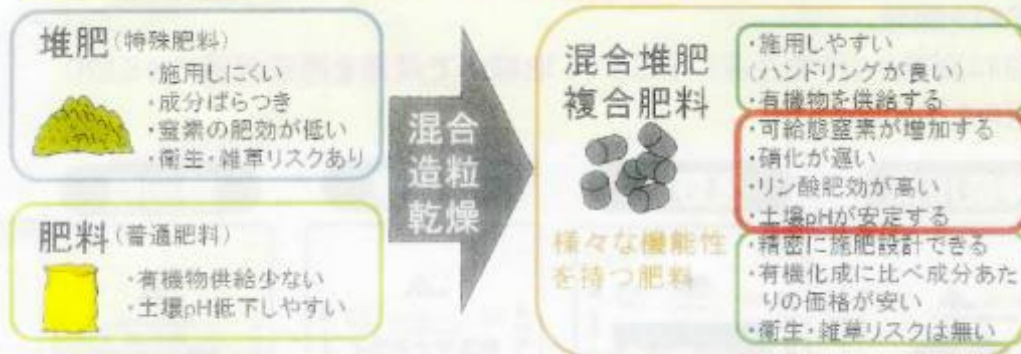 堆肥(特殊肥料)
・施用しにくい
・成分ばらつき
・窒素の肥効が低い
・衛生・雑草リスクあり
肥料(普通肥料)
・有機物供給少ない
・土壌pH低下しやすい
混合
造粒
乾燥
混合堆肥
複合肥料
様々な機能性
を持つ肥料
・施用しやすい
(ハンドリングが良い)
・有機物を供給する
・可給態窒素が増加する
・硝化が遅い
・リン酸肥効が高い
・土壌pHが安定する
・精密に施肥設計できる
・有機化成に比べ成分あた
りの価格が安い
・衛生・雑草リスクは無い